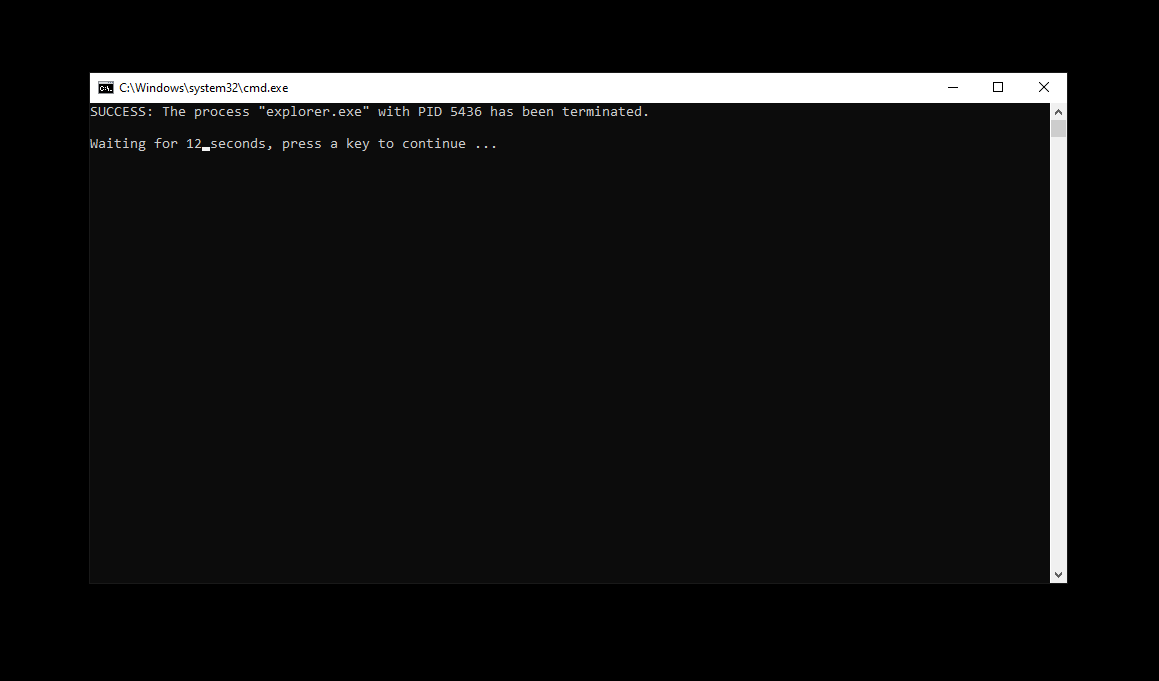 C:\Windows\system32\cmd.exe
SUCCESS: The process "explorer.exe" with PID 5436 has been terminated.
Waiting for 12 seconds, press a key to continue ...